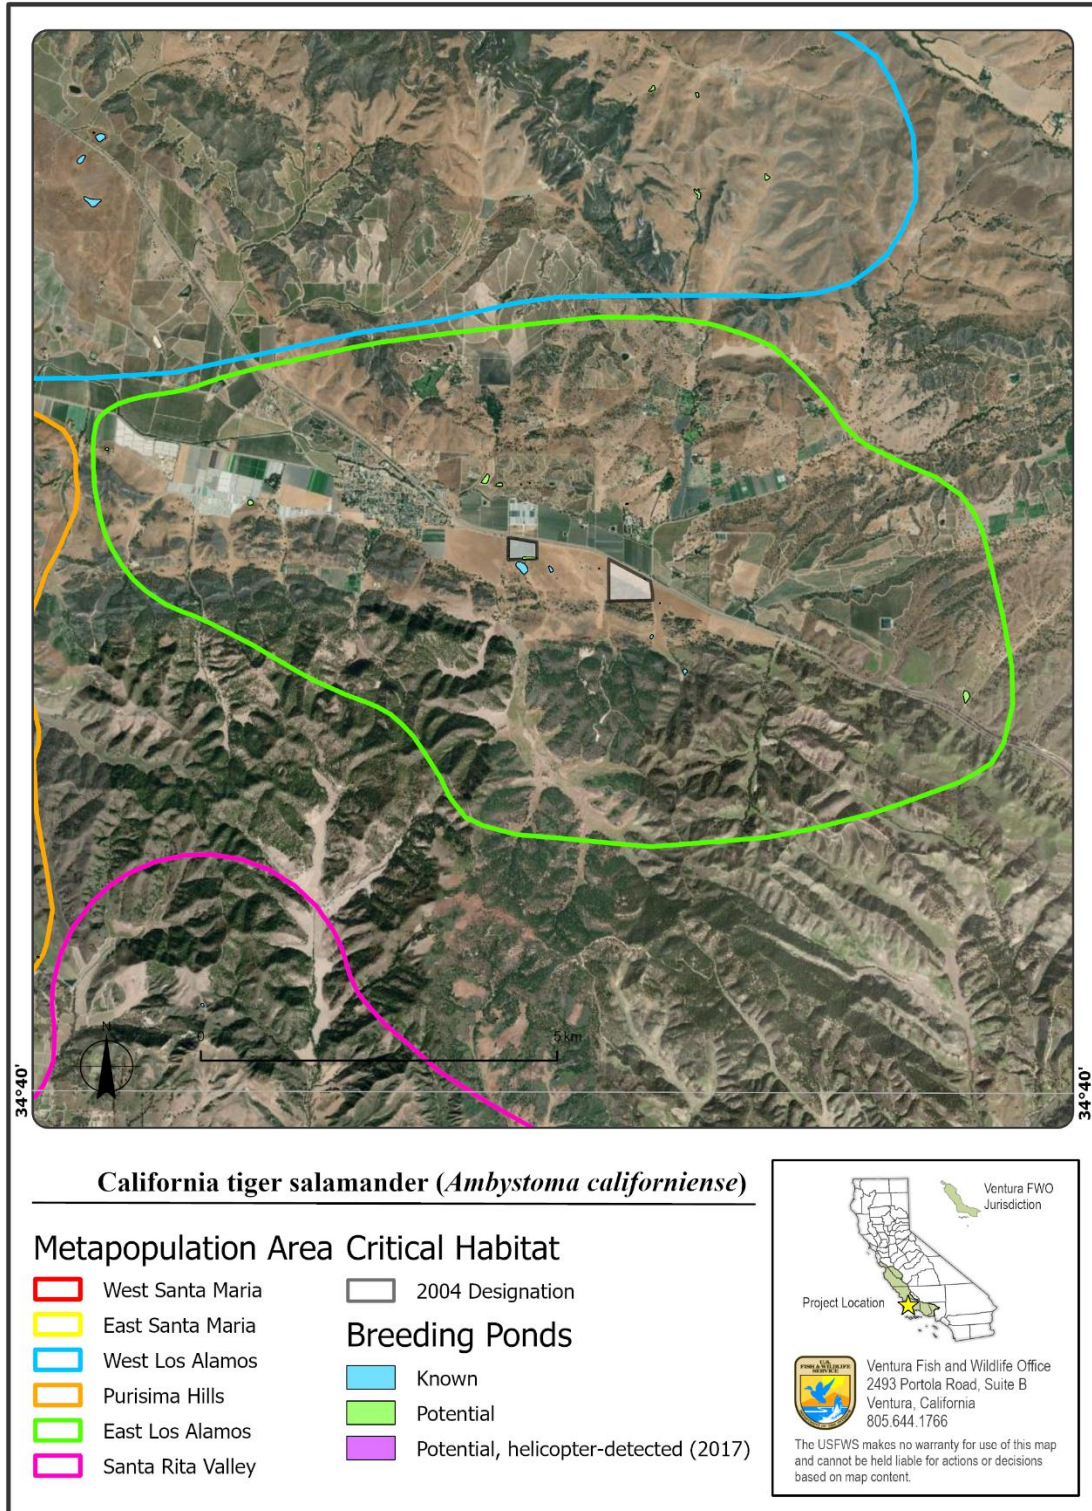 N
0
5 km
34°40'
34°40'
California tiger salamander (Ambystoma californiense)
Metapopulation Area
West Santa Maria
East Santa Maria
West Los Alamos
Purisima Hills
East Los Alamos
Santa Rita Valley
Critical Habitat
2004 Designation
Breeding Ponds
Known
Potential
Potential, helicopter-detected (2017)
Ventura FWO
Jurisdiction
Project Location
U.S.
FISH & WILDLIFE
SERVICE
Ventura Fish and Wildlife Office
2493 Portola Road, Suite B
Ventura, California
805.644.1766
The USFWS makes no warranty for use of this map
and cannot be held liable for actions or decisions
based on map content.